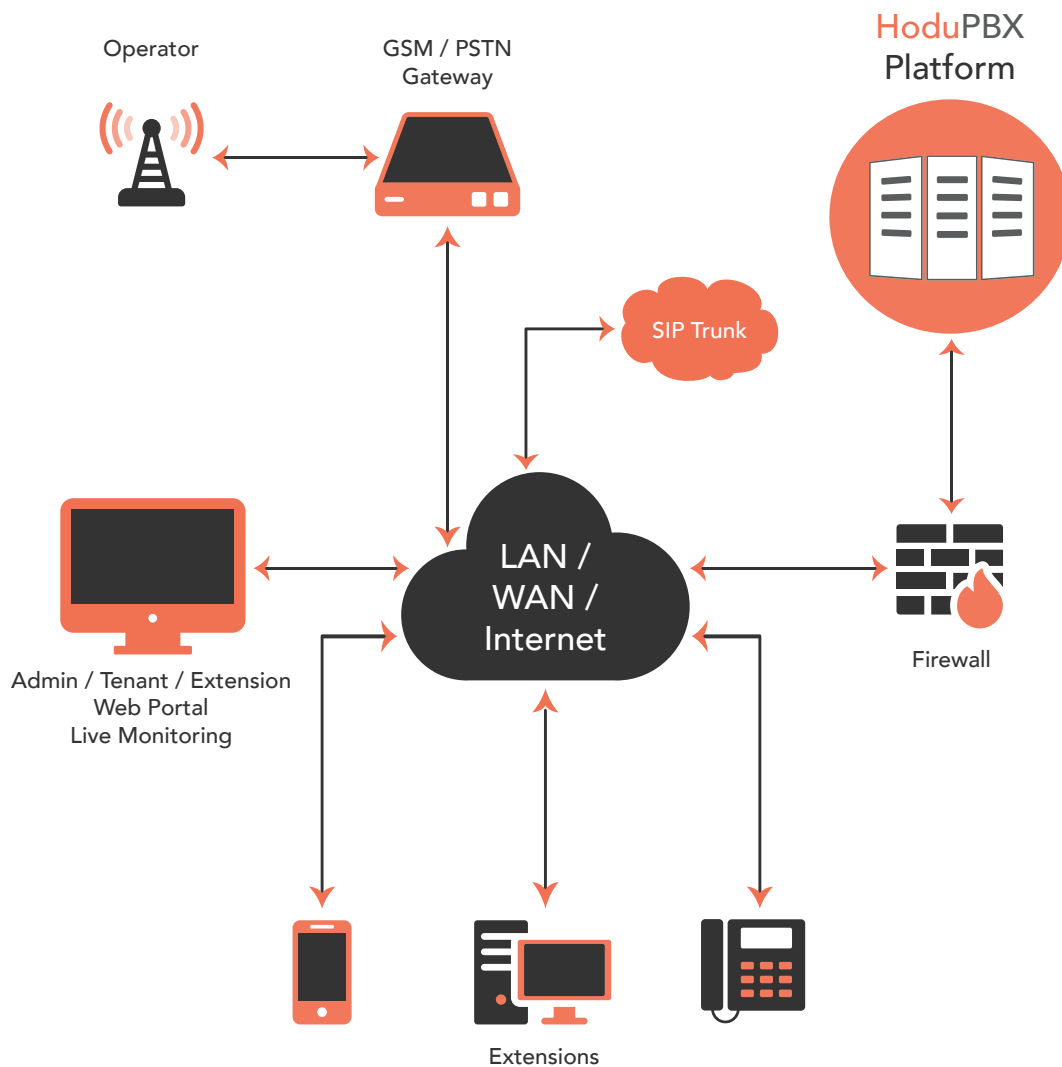 Operator
GSM / PSTN
Gateway
HoduPBX
Platform
SIP Trunk
LAN /
WAN /
Internet
Admin / Tenant / Extension
Web Portal
Live Monitoring
Firewall
Extensions